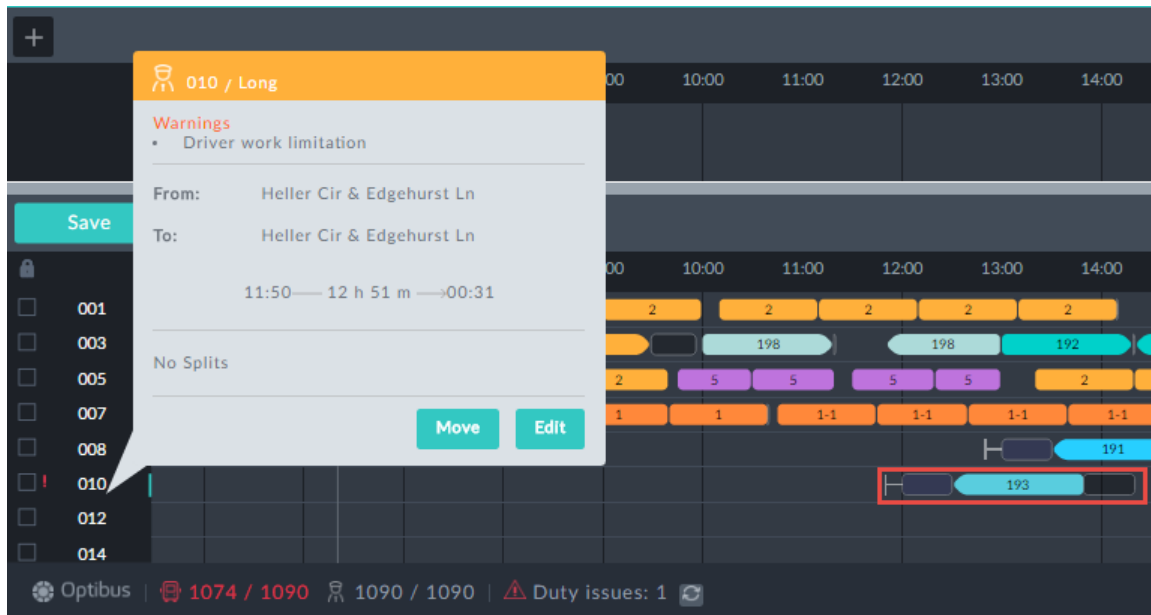 +
010 / Long
00 10:00 11:00 12:00 13:00 14:00
Warnings
• Driver work limitation
From: Heller Cir & Edgehurst Ln
To: Heller Cir & Edgehurst Ln
11:50 12 h 51 m 00:31
No Splits
Move Edit
Save
00 10:00 11:00 12:00 13:00 14:00
001 2 2 2 2 2
003 198 198 192
005 2 5 5 5 5 2
007 1 1 1-1 1-1 1-1 1-1
008 191
! 010 193
012
014
Optibus | 1074 / 1090 1090 / 1090 | Duty issues: 1